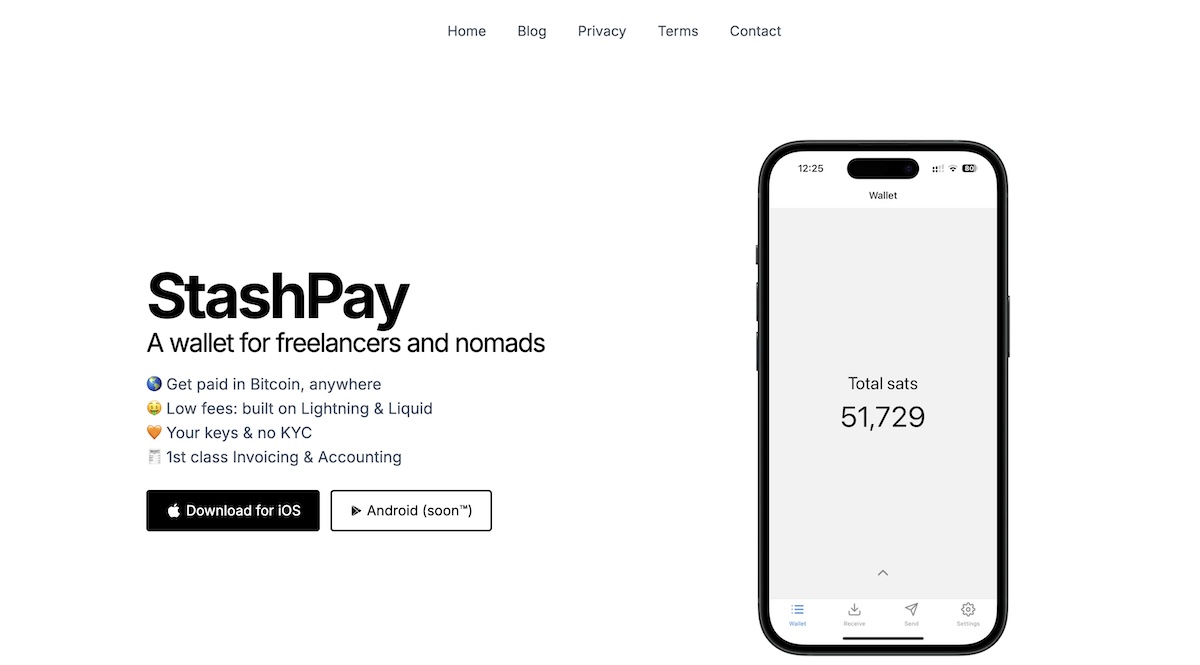 Home Blog Privacy Terms Contact
StashPay
A wallet for freelancers and nomads
🌎 Get paid in Bitcoin, anywhere
🤑 Low fees: built on Lightning & Liquid
🧡 Your keys & no KYC
🧾 1st class Invoicing & Accounting
Download for iOS
Android (soon™)
12:25
80
Wallet
Total sats
51,729
Wallet Receive Send Settings